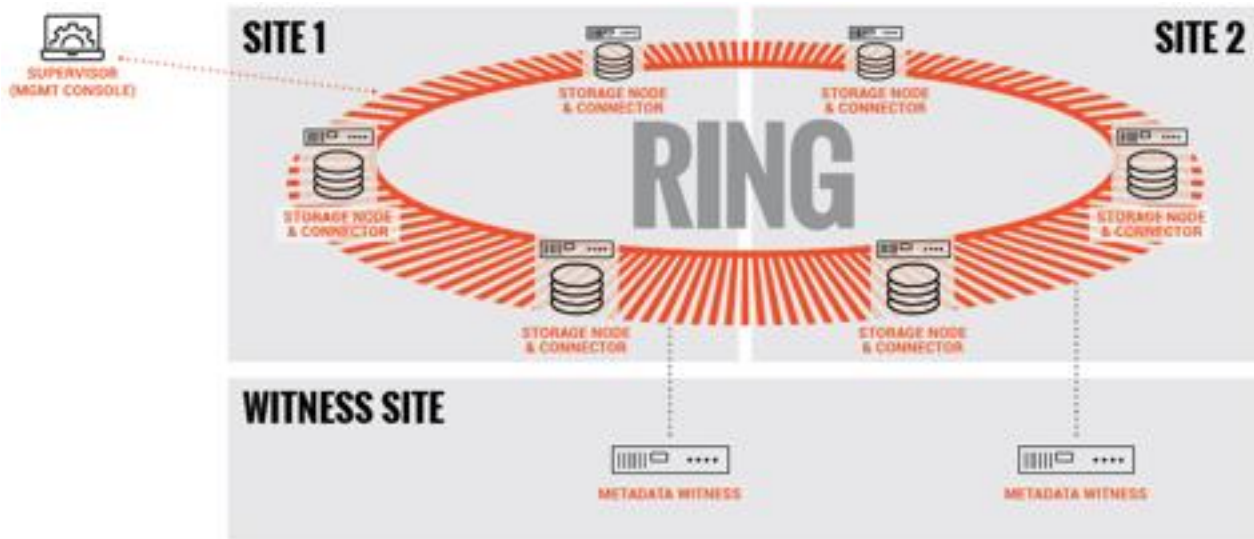 SITE 1
SITE 2
SUPERVISOR
(MGMT CONSOLE)
STORAGE NODE
& CONNECTOR
STORAGE NODE
& CONNECTOR
RING
STORAGE NODE
& CONNECTOR
STORAGE NODE
& CONNECTOR
STORAGE NODE
& CONNECTOR
STORAGE NODE
& CONNECTOR
WITNESS SITE
METADATA WITNESS
METADATA WITNESS